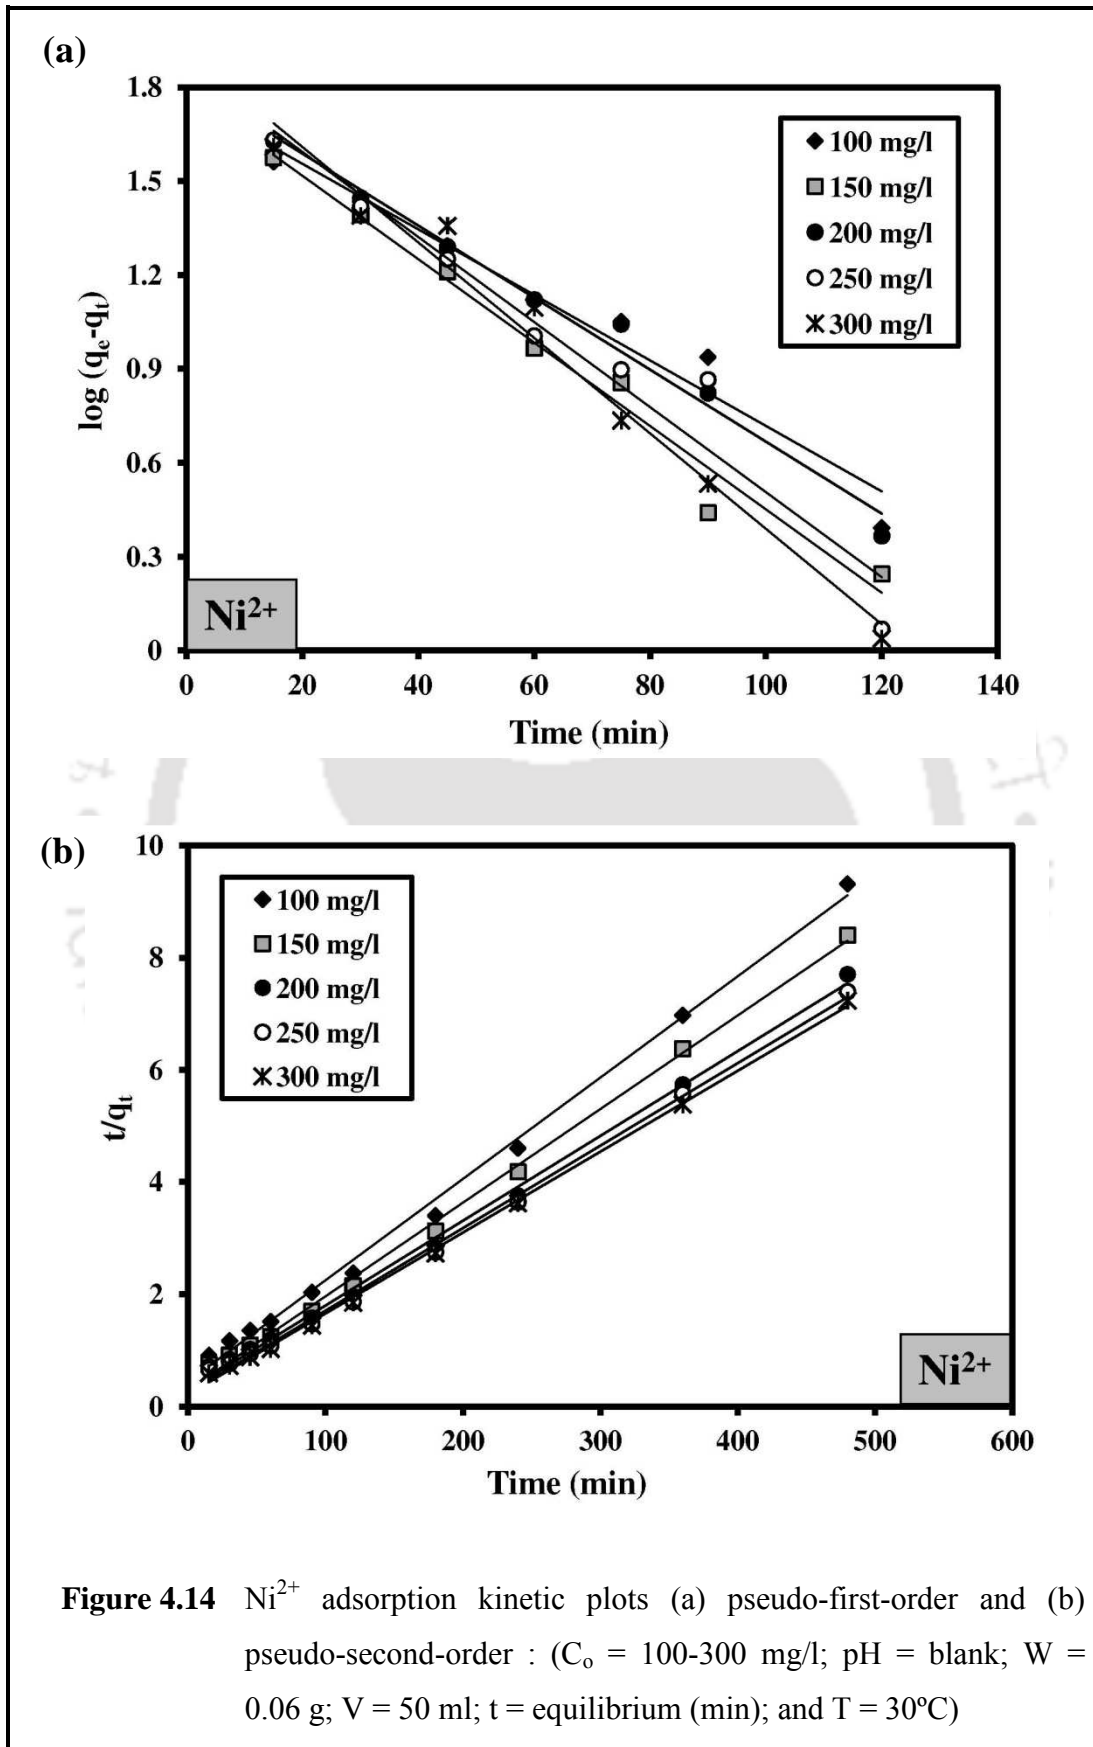 (a)
1.8
1.5
1.2
0.9
0.6
0.3
0
log (qe-qt)
100 mg/l
150 mg/l
200 mg/l
250 mg/l
300 mg/l
Ni2+
0 20 40 60 80 100 120 140
Time (min)
(b)
10
8
6
4
2
0
t/qt
100 mg/l
150 mg/l
200 mg/l
250 mg/l
300 mg/l
Ni2+
0 100 200 300 400 500 600
Time (min)
Figure 4.14 Ni2+ adsorption kinetic plots (a) pseudo-first-order and (b)
pseudo-second-order : (Co = 100-300 mg/l; pH = blank; W =
0.06 g; V = 50 ml; t = equilibrium (min); and T = 30ºC)